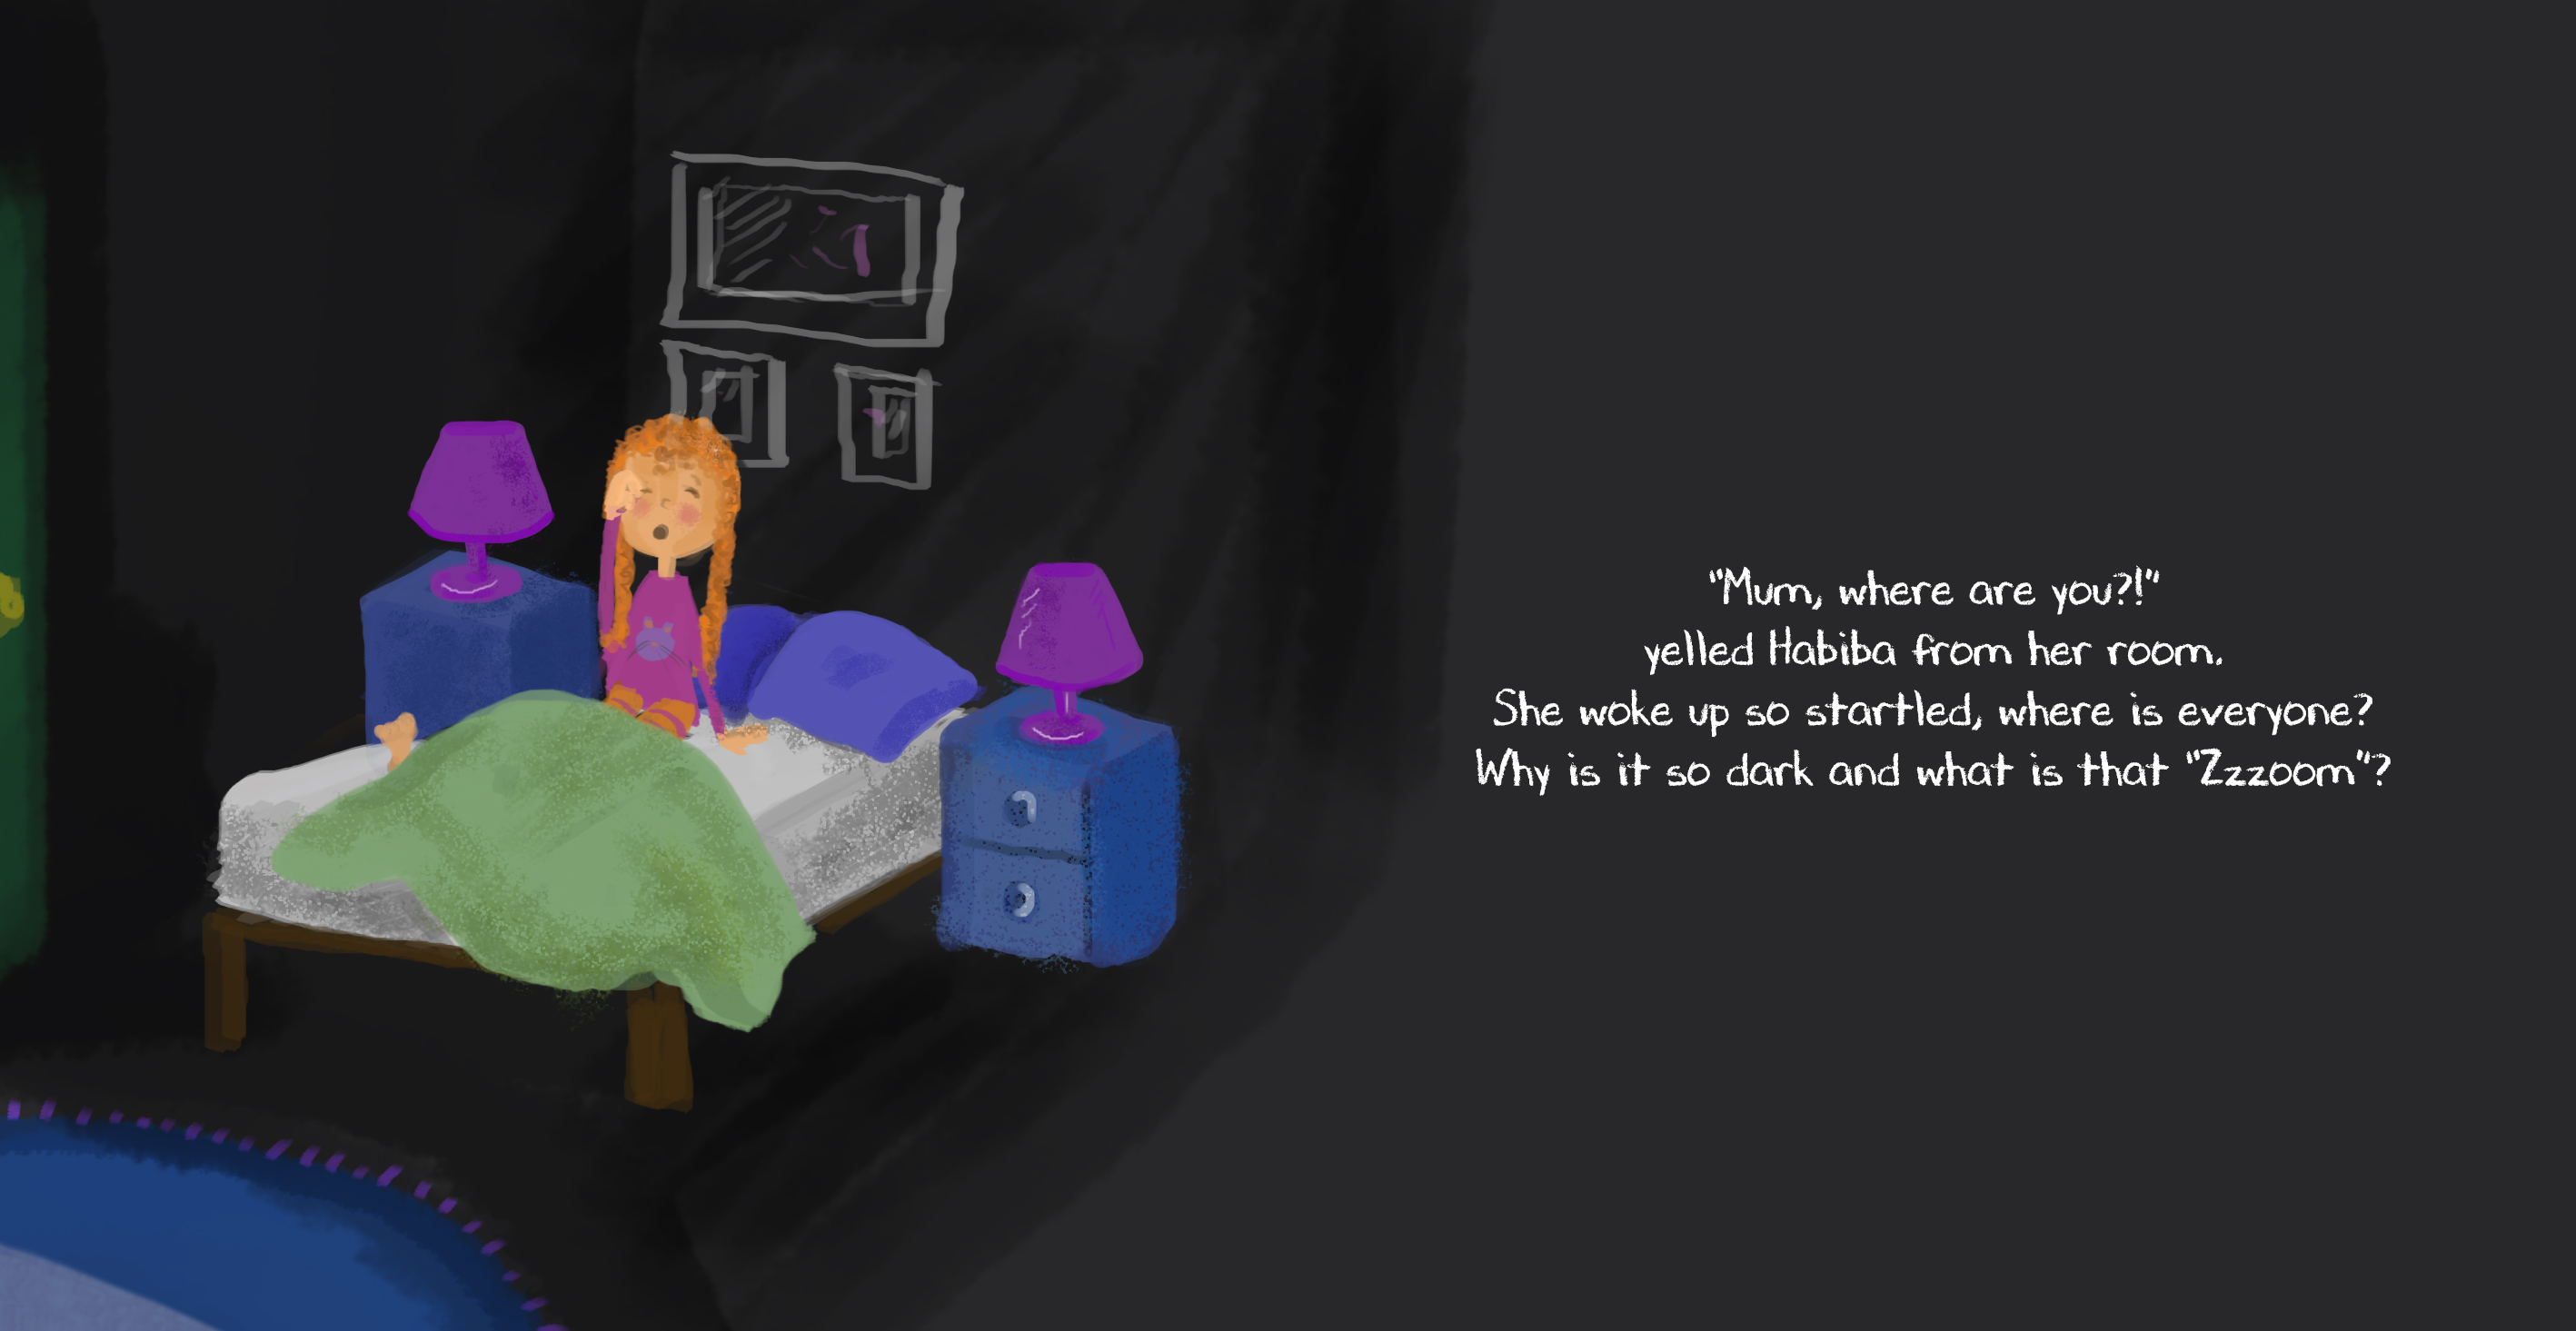 "Mum, where are you?!"
yelled Habiba from her room.
She woke up so startled, where is everyone?
Why is it so dark and what is that "Zzzoom"?